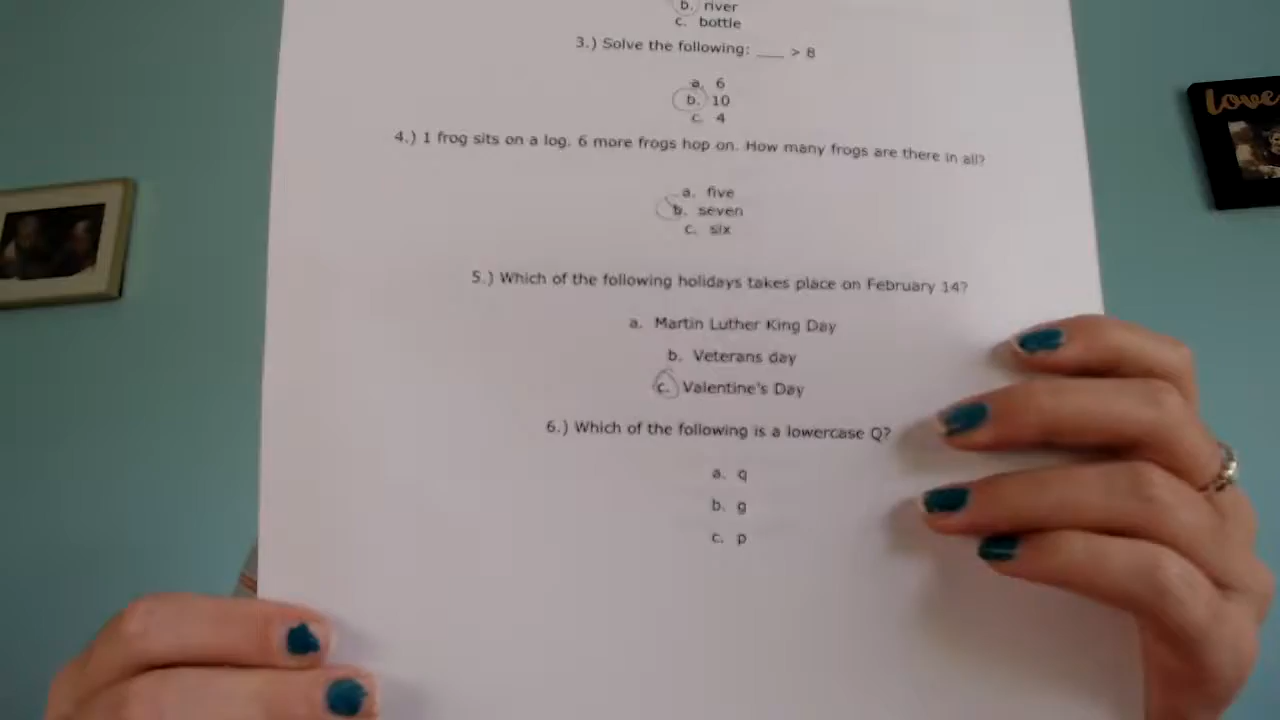 b. river
c. bottle
3.) Solve the following: ___ > 8
a. 6
b. 10
c. 4
4.) 1 frog sits on a log. 6 more frogs hop on. How many frogs are there in all?
a. five
b. seven
c. six
5.) Which of the following holidays takes place on February 14?
a. Martin Luther King Day
b. Veterans day
c. Valentine's Day
6.) Which of the following is a lowercase Q?
a. q
b. g
c. p
love